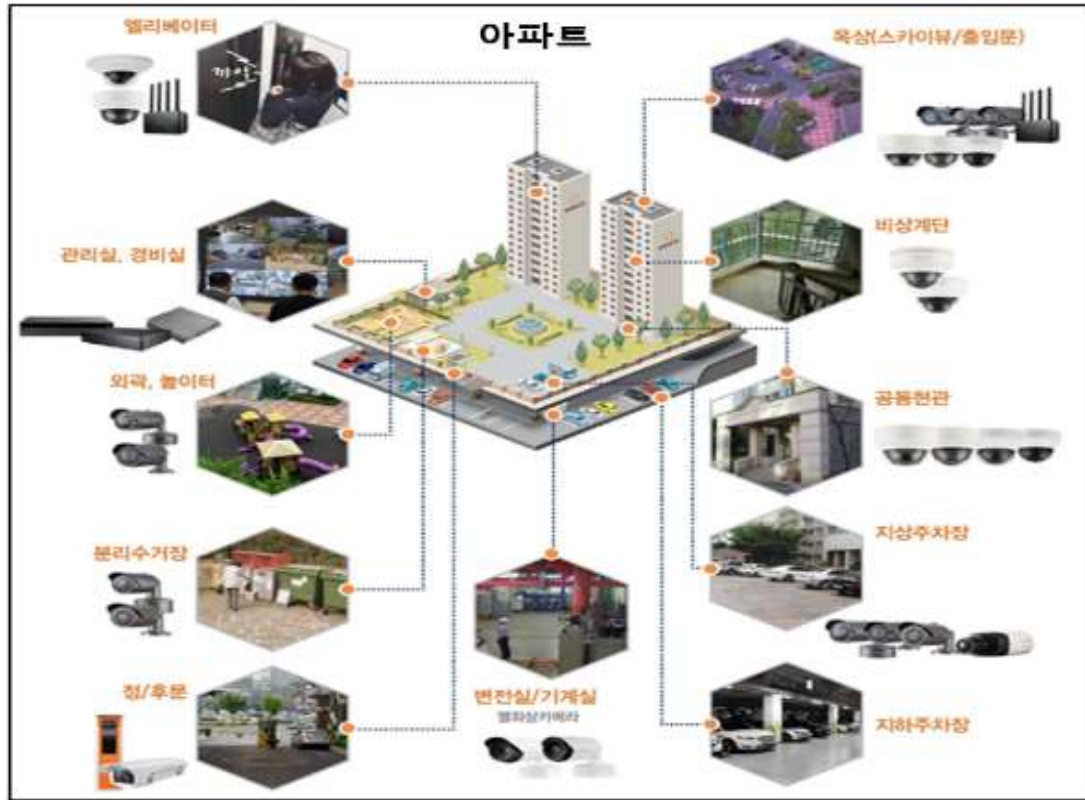 아파트
엘리베이터
옥상(스카이뷰/출입문)
관리실, 경비실
비상계단
외곽, 놀이터
공동현관
분리수거장
지상주차장
정/후문
변전실/기계실
열화상카메라
지하주차장